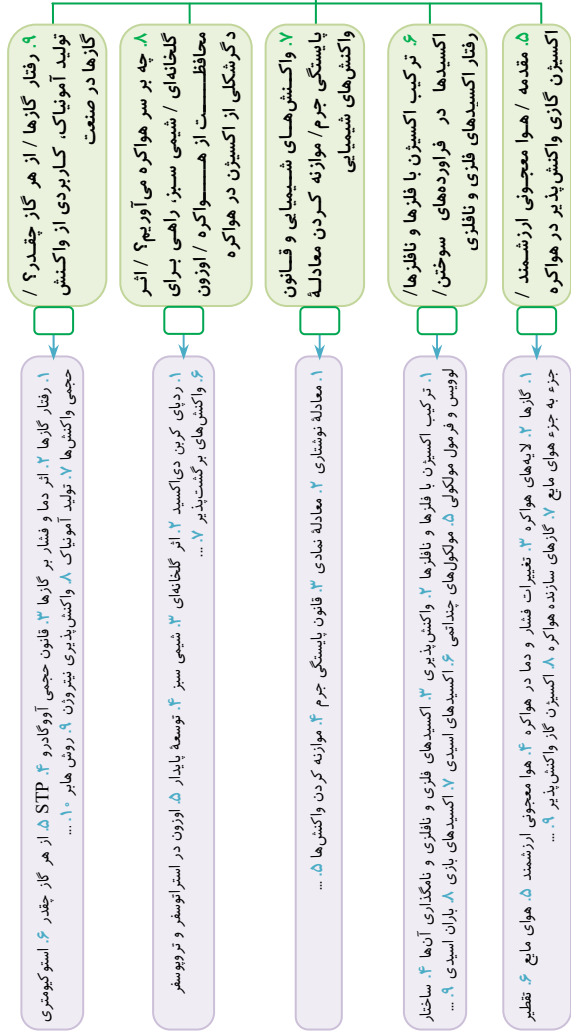 ۵. مقدمه / هوا معجونی ارزشمند /
اکسیژن گازی واکنش‌پذیر در هواکره
۱. گازها ۲. لایه‌های هواکره ۳. تغییرات فشار و دما در هواکره ۴. هوا معجونی ارزشمند ۵. هوای مایع ۶. تقطیر
جزء به جزء هوای مایع ۷. گازهای سازنده هواکره ۸. اکسیژن گاز واکنش‌پذیر ۹. ...
۶. ترکیب اکسیژن با فلزها و نافلزها/
اکسیدها در فراورده‌های سوختن/
رفتار اکسیدهای فلزی و نافلزی
۱. ترکیب اکسیژن با فلزها و نافلزها ۲. واکنش‌پذیری ۳. اکسیدهای فلزی و نافلزی و نامگذاری آن‌ها ۴. ساختار
لوویس و فرمول مولکولی ۵. مولکول‌های چنداتمی ۶. اکسیدهای اسیدی ۷. اکسیدهای بازی ۸. باران اسیدی ۹. ...
۷. واکنش‌های شیمیایی و قانون
پایستگی جرم/ موازنه کردن معادلهٔ
واکنش‌های شیمیایی
۱. معادلهٔ نوشتاری ۲. معادلهٔ نمادی ۳. قانون پایستگی جرم ۴. موازنه کردن واکنش‌ها ۵. ...
۸. چه بر سر هواکره می‌آوریم؟ / اثر
گلخانه‌ای / شیمی سبز، راهی برای
محافظت از هواکره / اوزون
دگرشکلی از اکسیژن در هواکره
۱. ردپای کربن دی‌اکسید ۲. اثر گلخانه‌ای ۳. شیمی سبز ۴. توسعهٔ پایدار ۵. اوزون در استراتوسفر و تروپوسفر
۶. واکنش‌های برگشت‌پذیر ۷. ...
۹. رفتار گازها / از هر گاز چقدر؟ /
تولید آمونیاک، کاربردی از واکنش
گازها در صنعت
۱. رفتار گازها ۲. اثر دما و فشار بر گازها ۳. قانون حجمی آووگادرو ۴. STP ۵. از هر گاز چقدر ۶. استوکیومتری
حجمی واکنش‌ها ۷. تولید آمونیاک ۸. واکنش‌پذیری نیتروژن ۹. روش هابر ۱۰. ...